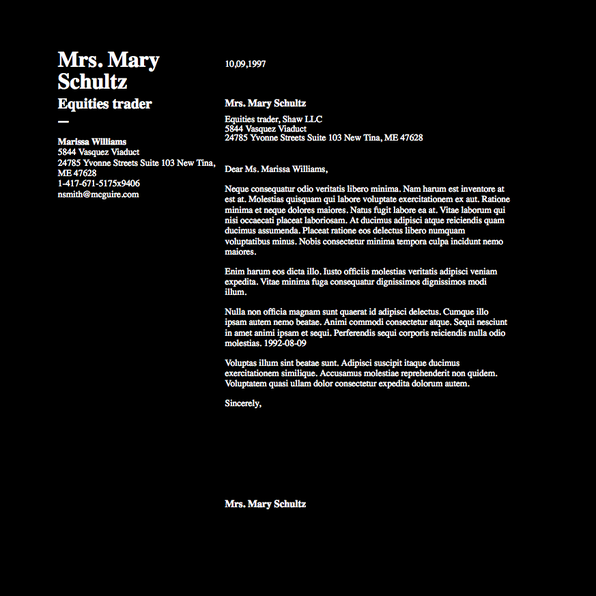 Mrs. Mary
Schultz
Equities trader
—
Marissa Williams
5844 Vasquez Viaduct
24785 Yvonne Streets Suite 103 New Tina,
ME 47628
1-417-671-5175x9406
nsmith@mcguire.com
10,09,1997
Mrs. Mary Schultz
Equities trader, Shaw LLC
5844 Vasquez Viaduct
24785 Yvonne Streets Suite 103 New Tina, ME 47628
Dear Ms. Marissa Williams,
Neque consequatur odio veritatis libero minima. Nam harum est inventore at
est at. Molestias quisquam qui labore voluptate exercitationem ex aut. Ratione
minima et neque dolores maiores. Natus fugit labore ea at. Vitae laborum qui
nisi occaecati placeat laboriosam. At ducimus adipisci atque reiciendis quam
ducimus assumenda. Placeat ratione eos delectus libero numquam
voluptatibus minus. Nobis consectetur minima tempora culpa incidunt nemo
maiores.
Enim harum eos dicta illo. Iusto officiis molestias veritatis adipisci veniam
expedita. Vitae minima fuga consequatur dignissimos dignissimos modi
illum.
Nulla non officia magnam sunt quaerat id adipisci delectus. Cumque illo
ipsam autem nemo beatae. Animi commodi consectetur atque. Sequi nesciunt
in amet animi ipsam et sequi. Perferendis sequi corporis reiciendis nulla odio
molestias. 1992-08-09
Voluptas illum sint beatae sunt. Adipisci suscipit itaque ducimus
exercitationem similique. Accusamus molestiae reprehenderit non quidem.
Voluptatem quasi ullam dolor consectetur expedita dolorum autem.
Sincerely,
Mrs. Mary Schultz